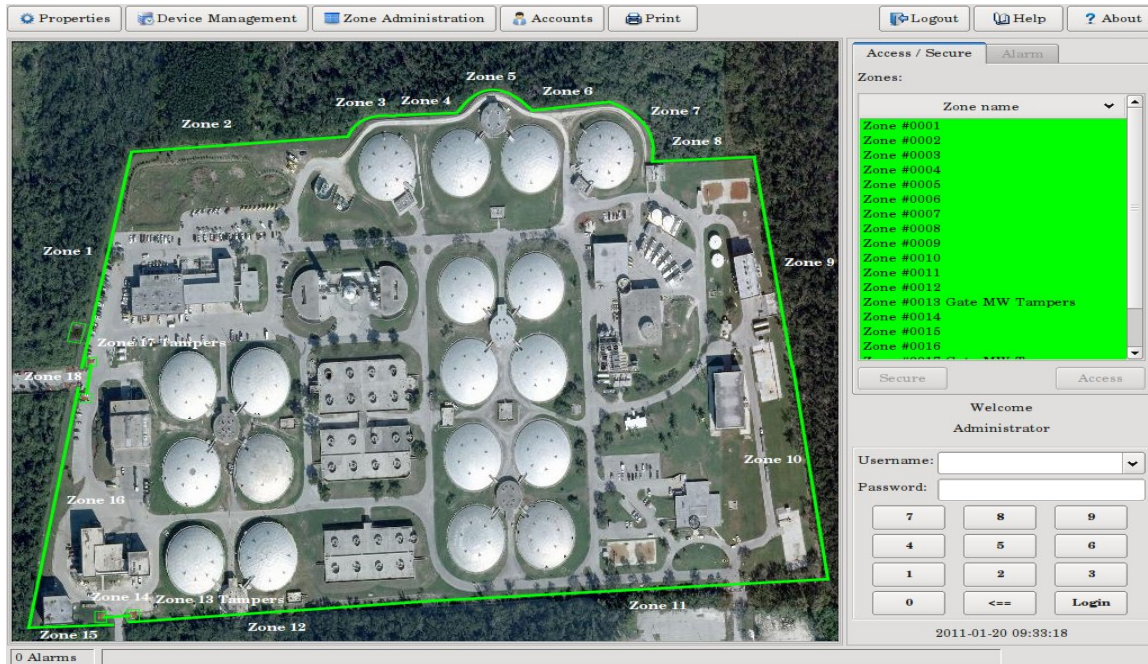 Properties
Device Management
Zone Administration
Accounts
Print
Logout
Help
? About
Zone 5
Zone 3
Zone 4
Zone 6
Zone 7
Zone 2
Zone 8
Zone 1
Zone 9
Zone 17 Tampers
Zone 18
Zone 10
Zone 16
Zone 14
Zone 13 Tampers
Zone 11
Zone 15
Zone 12
Access / Secure
Alarm
Zones:
Zone name
Zone #0001
Zone #0002
Zone #0003
Zone #0004
Zone #0005
Zone #0006
Zone #0007
Zone #0008
Zone #0009
Zone #0010
Zone #0011
Zone #0012
Zone #0013 Gate MW Tampers
Zone #0014
Zone #0015
Zone #0016
Secure
Access
Welcome
Administrator
Username:
Password:
7 8 9
4 5 6
1 2 3
0 <== Login
2011-01-20 09:33:18
0 Alarms